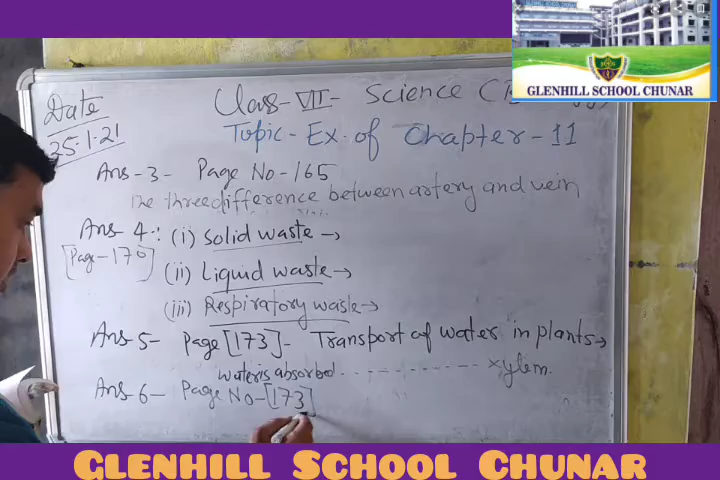 GLENHILL SCHOOL CHUNAR
Date
25.1.21
Class-VII- Science
Topic-Ex. of Chapter-11
Ans-3- Page No-165
The three difference between artery and vein
Ans-4: (i) Solid waste→
[Page-170]
(ii) Liquid waste→
(iii) Respiratory waste→
Ans-5- Page [173]- Transport of water in plants→
water is absorbed - - - - - - - - - - - xylem.
Ans-6- Page No-[173]
GLENHILL SCHOOL CHUNAR